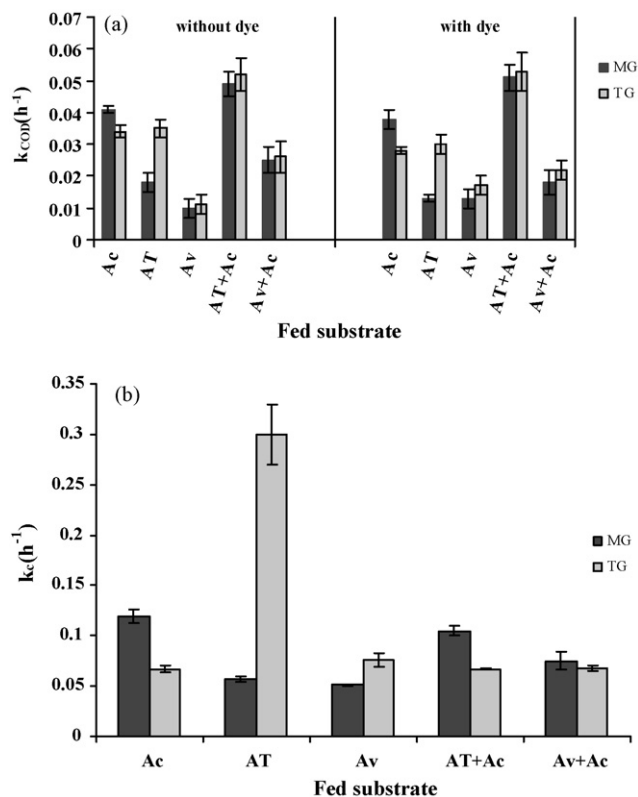 (a)
without dye
with dye
0.07
0.06
0.05
0.04
0.03
0.02
0.01
0
kCOD(h⁻¹)
MG
TG
Ac
AT
Av
AT+Ac
Av+Ac
Ac
AT
Av
AT+Ac
Av+Ac
Fed substrate
(b)
0.35
0.3
0.25
0.2
0.15
0.1
0.05
0
kc(h⁻¹)
MG
TG
Ac
AT
Av
AT+Ac
Av+Ac
Fed substrate